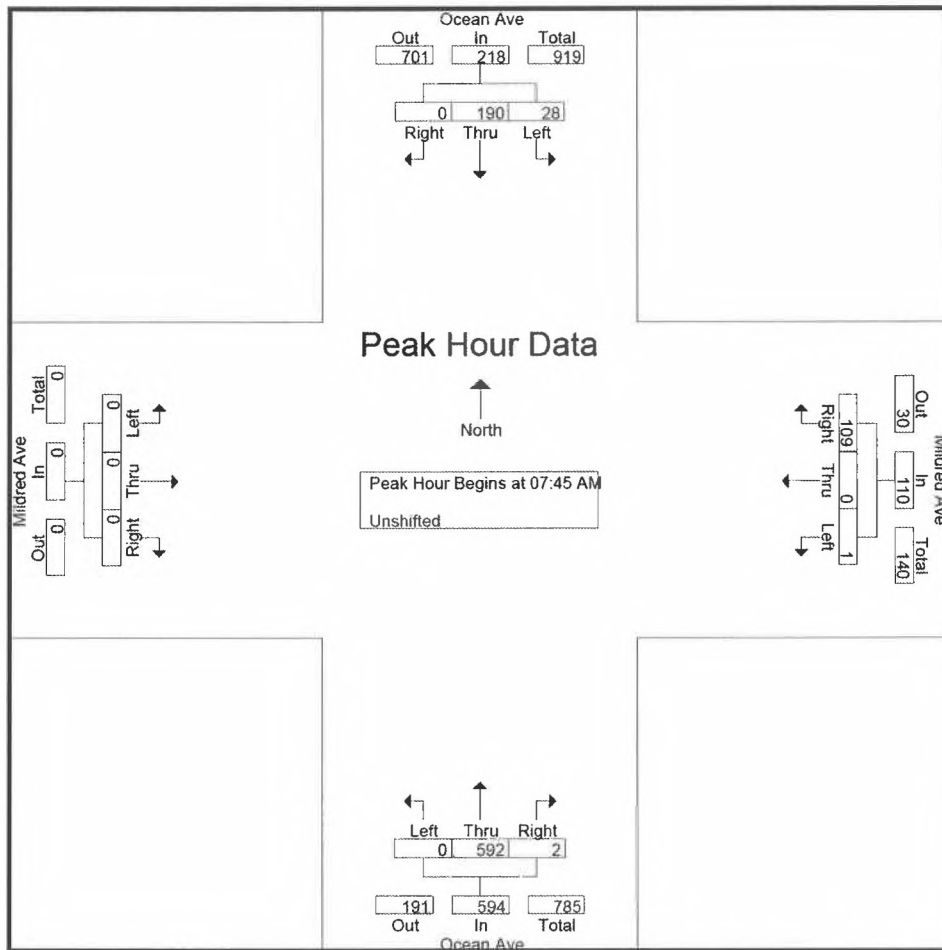 Ocean Ave
Out In Total
701 218 919
0 190 28
Right Thru Left
Peak Hour Data
North
Peak Hour Begins at 07:45 AM
Unshifted
Mildred Ave
Total In Out
0 0 0
0 0 0
Left Thru Right
Right Thru Left
109 0 1
30 110 140
Out In Total
Mildred Ave
Left Thru Right
0 592 2
191 594 785
Out In Total
Ocean Ave